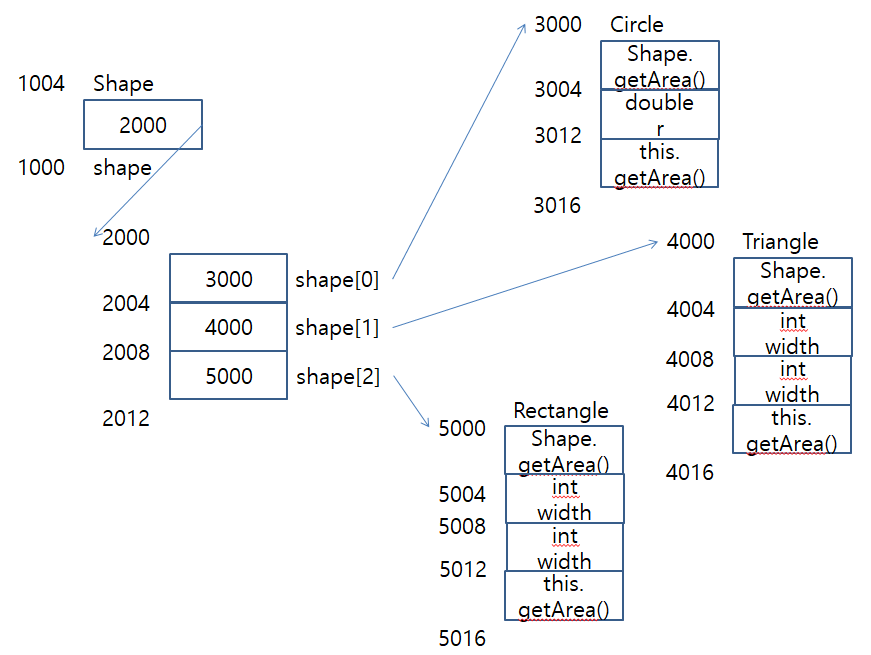 1004 Shape
2000
1000 shape
2000
3000 shape[0]
2004
4000 shape[1]
2008
5000 shape[2]
2012
3000 Circle
Shape.
getArea()
3004
double
r
3012
this.
getArea()
3016
4000 Triangle
Shape.
getArea()
4004
int
width
4008
int
width
4012
this.
getArea()
4016
Rectangle
5000
Shape.
getArea()
5004
int
width
5008
int
width
5012
this.
getArea()
5016